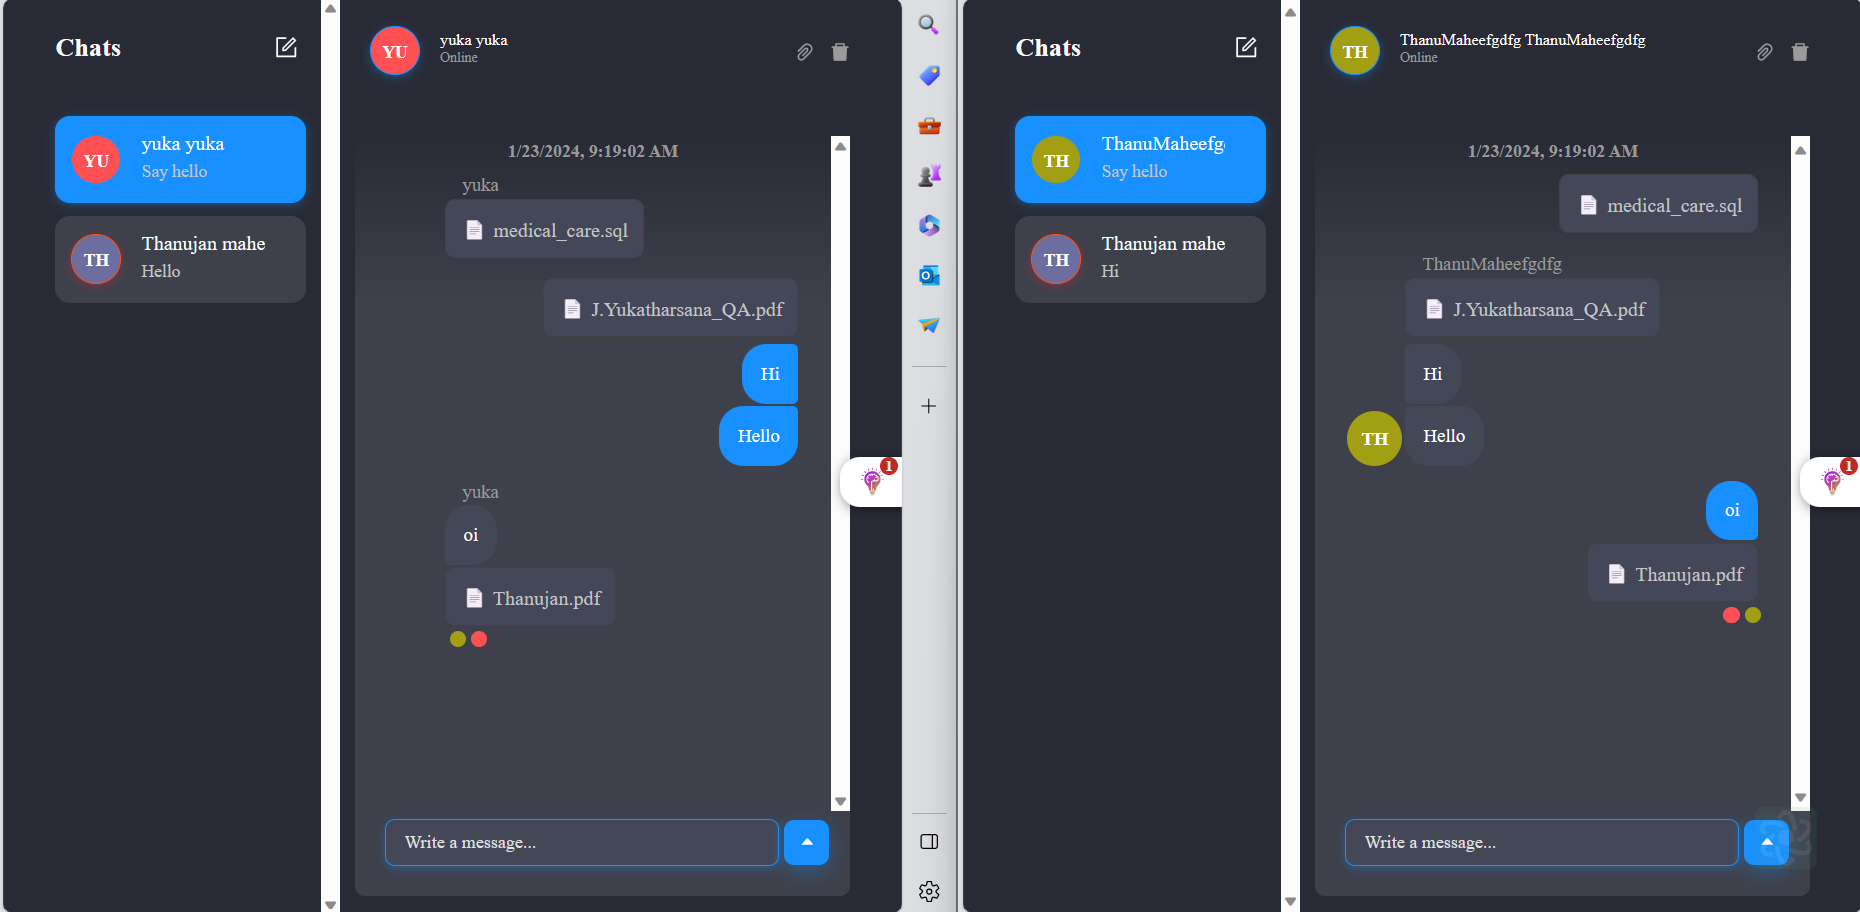 Chats
YU
yuka yuka
Online
YU
yuka yuka
Say hello
TH
Thanujan mahe
Hello
1/23/2024, 9:19:02 AM
yuka
medical_care.sql
J.Yukatharsana_QA.pdf
Hi
Hello
yuka
oi
Thanujan.pdf
Write a message...
1
Chats
TH
ThanuMaheefgdfg ThanuMaheefgdfg
Online
TH
ThanuMaheefg
Say hello
TH
Thanujan mahe
Hi
1/23/2024, 9:19:02 AM
medical_care.sql
ThanuMaheefgdfg
J.Yukatharsana_QA.pdf
Hi
TH
Hello
oi
Thanujan.pdf
Write a message...
1